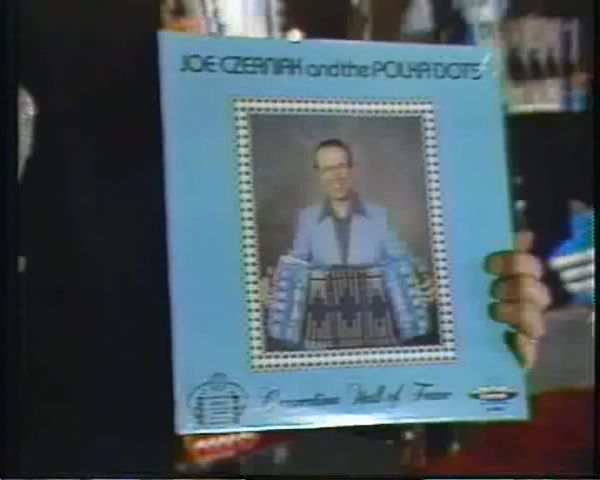 JOE CZERNIAK and the POLKA DOTS
Concertina Hall of Fame